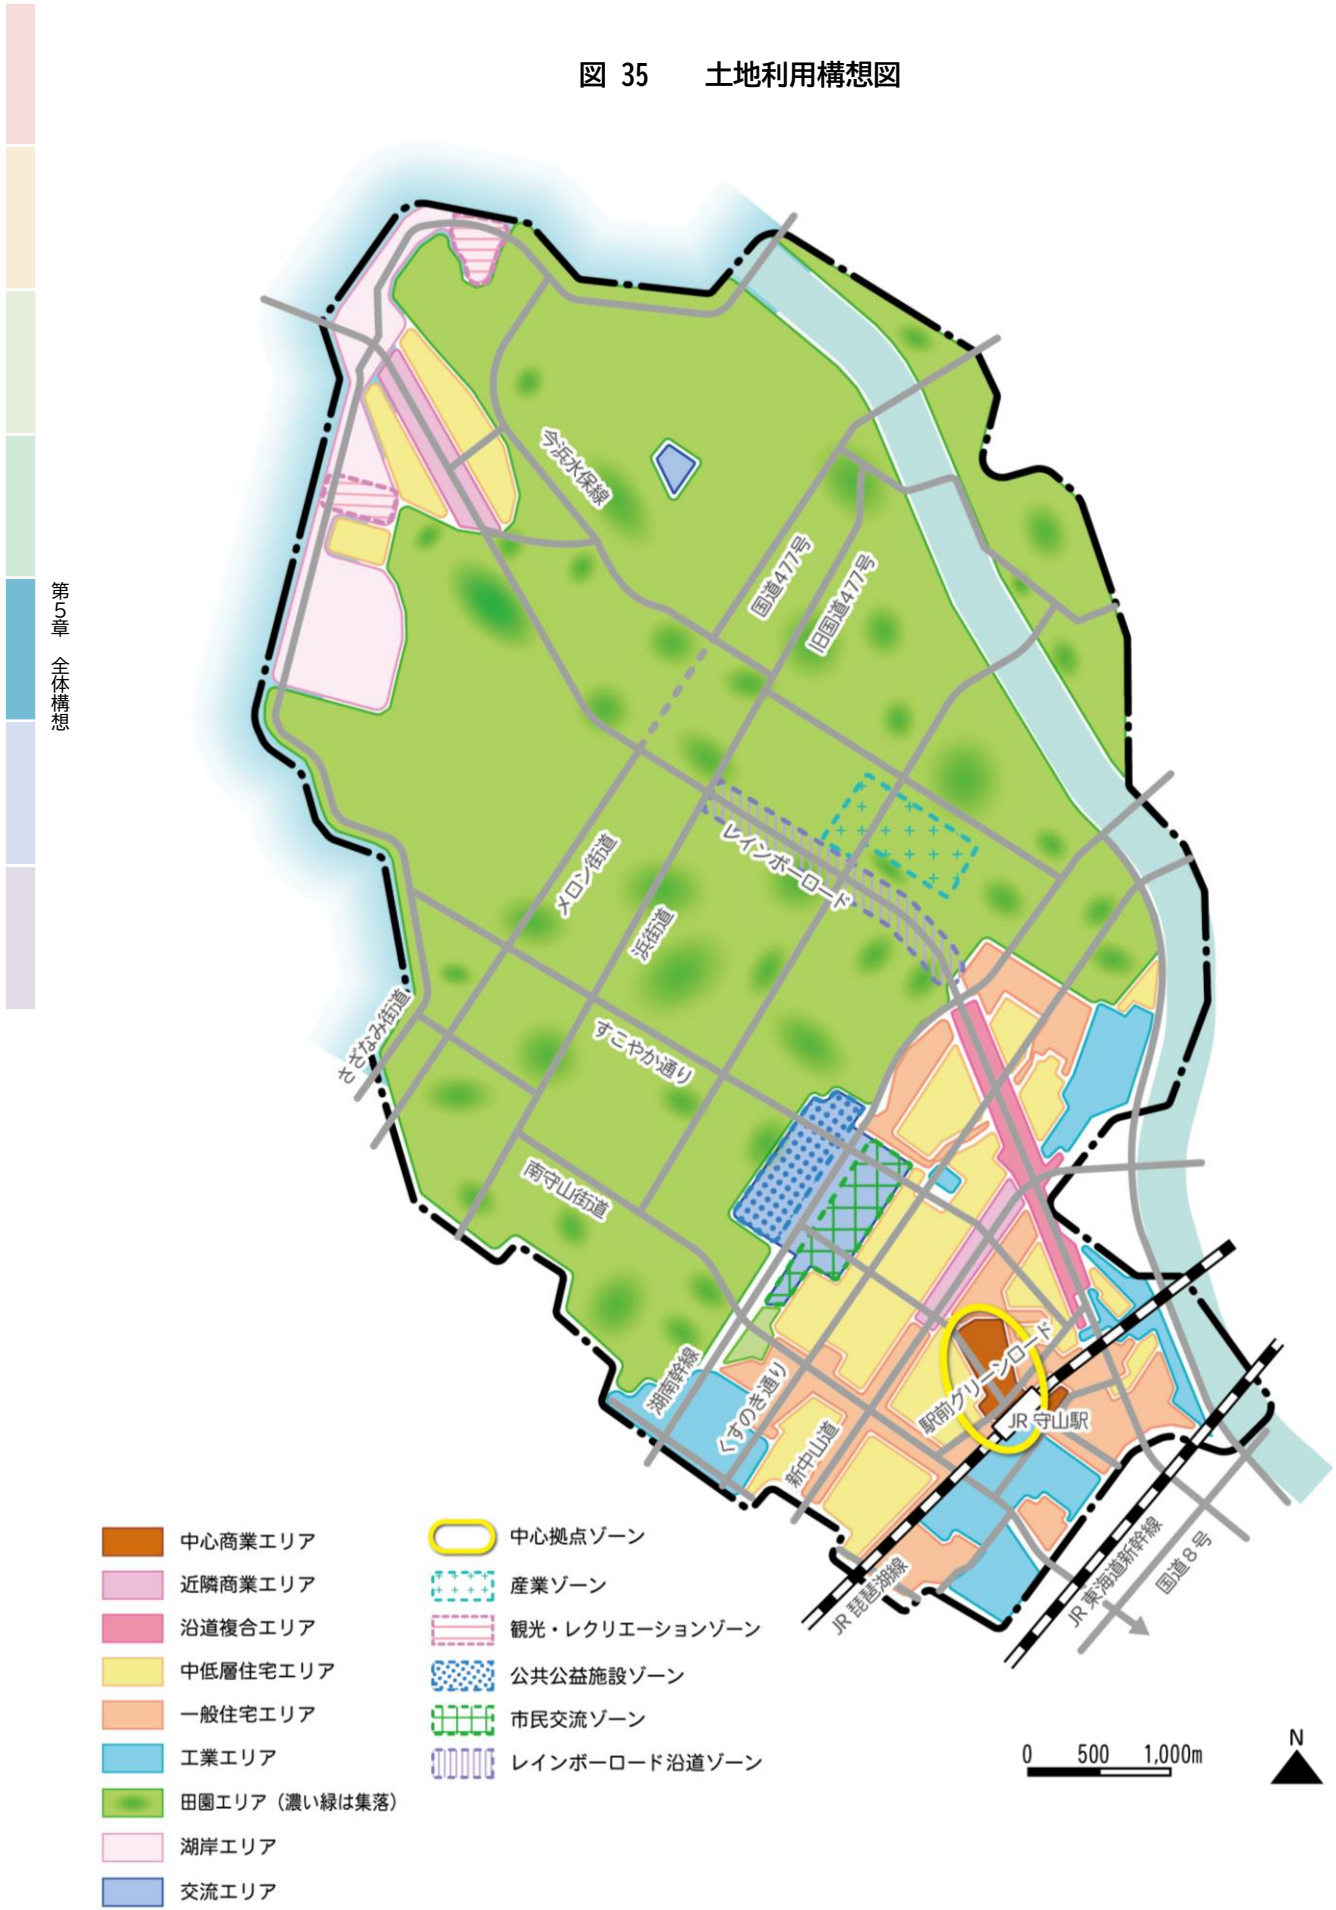 図 35　　土地利用構想図
第5章　全体構想
今浜水保線
国道477号
旧国道477号
レインボーロード
メロン街道
浜街道
さざなみ街道
すこやか通り
南守山街道
湖南幹線
くすのき通り
新中山道
駅前グリーンロード
JR 守山駅
JR 琵琶湖線
JR 東海道新幹線
国道8号
中心商業エリア
近隣商業エリア
沿道複合エリア
中低層住宅エリア
一般住宅エリア
工業エリア
田園エリア（濃い緑は集落）
湖岸エリア
交流エリア
中心拠点ゾーン
産業ゾーン
観光・レクリエーションゾーン
公共公益施設ゾーン
市民交流ゾーン
レインボーロード沿道ゾーン
0　500　1,000m
N